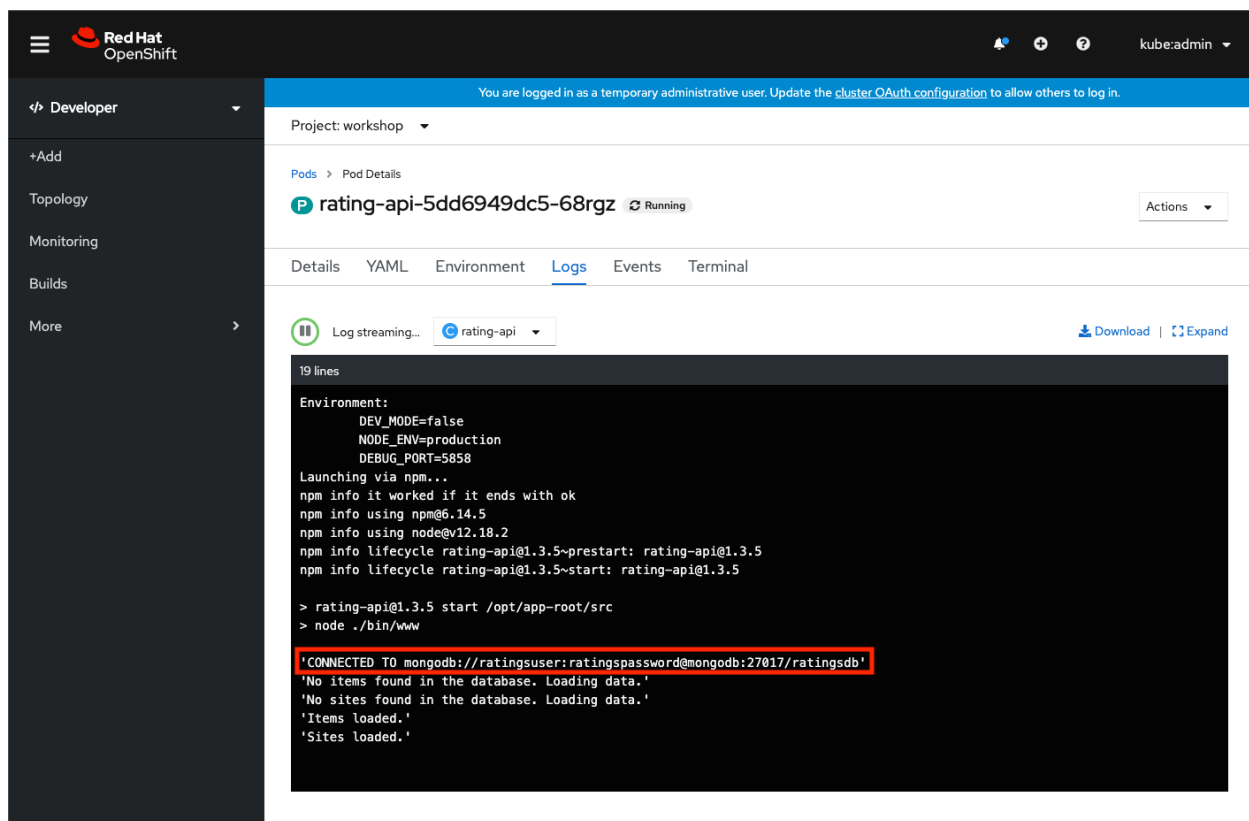 Red Hat
OpenShift
kube:admin
</> Developer
You are logged in as a temporary administrative user. Update the cluster OAuth configuration to allow others to log in.
Project: workshop
+Add
Topology
Monitoring
Builds
More
Pods > Pod Details
P rating-api-5dd6949dc5-68rgz Running
Actions
Details YAML Environment Logs Events Terminal
Log streaming... C rating-api
Download | Expand
19 lines
Environment:
DEV_MODE=false
NODE_ENV=production
DEBUG_PORT=5858
Launching via npm...
npm info it worked if it ends with ok
npm info using npm@6.14.5
npm info using node@v12.18.2
npm info lifecycle rating-api@1.3.5~prestart: rating-api@1.3.5
npm info lifecycle rating-api@1.3.5~start: rating-api@1.3.5
> rating-api@1.3.5 start /opt/app-root/src
> node ./bin/www
'CONNECTED TO mongodb://ratingsuser:ratingspassword@mongodb:27017/ratingsdb'
'No items found in the database. Loading data.'
'No sites found in the database. Loading data.'
'Items loaded.'
'Sites loaded.'